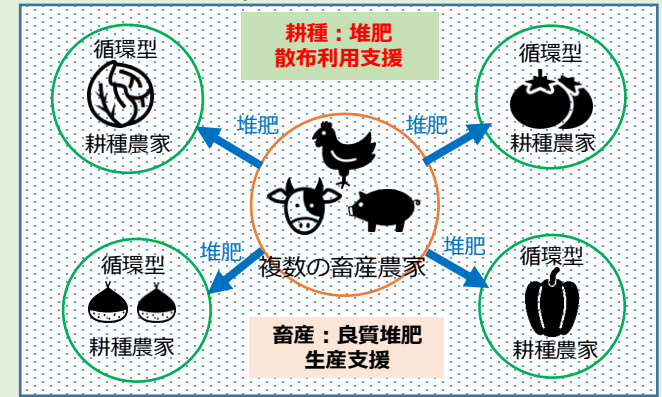 耕種：堆肥
散布利用支援
循環型
耕種農家
循環型
耕種農家
堆肥
堆肥
堆肥
堆肥
複数の畜産農家
循環型
耕種農家
循環型
耕種農家
畜産：良質堆肥
生産支援